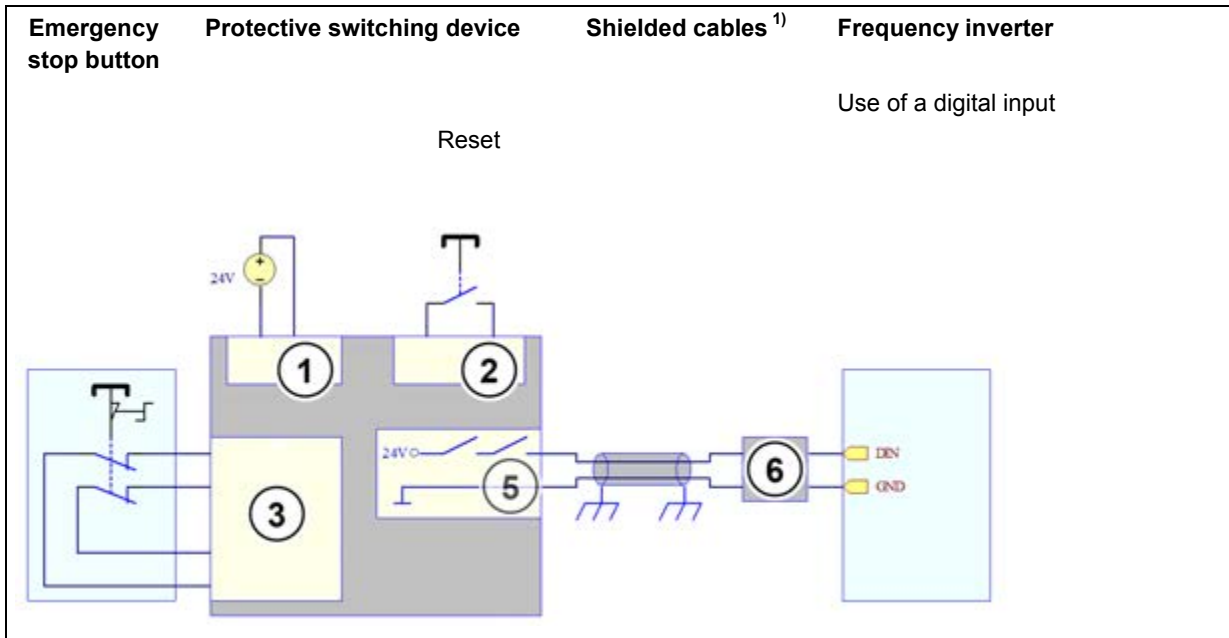 Emergency stop button
Protective switching device
Shielded cables 1)
Frequency inverter
Use of a digital input
Reset
24V
1
2
24V
DIN
6
GND
5
3